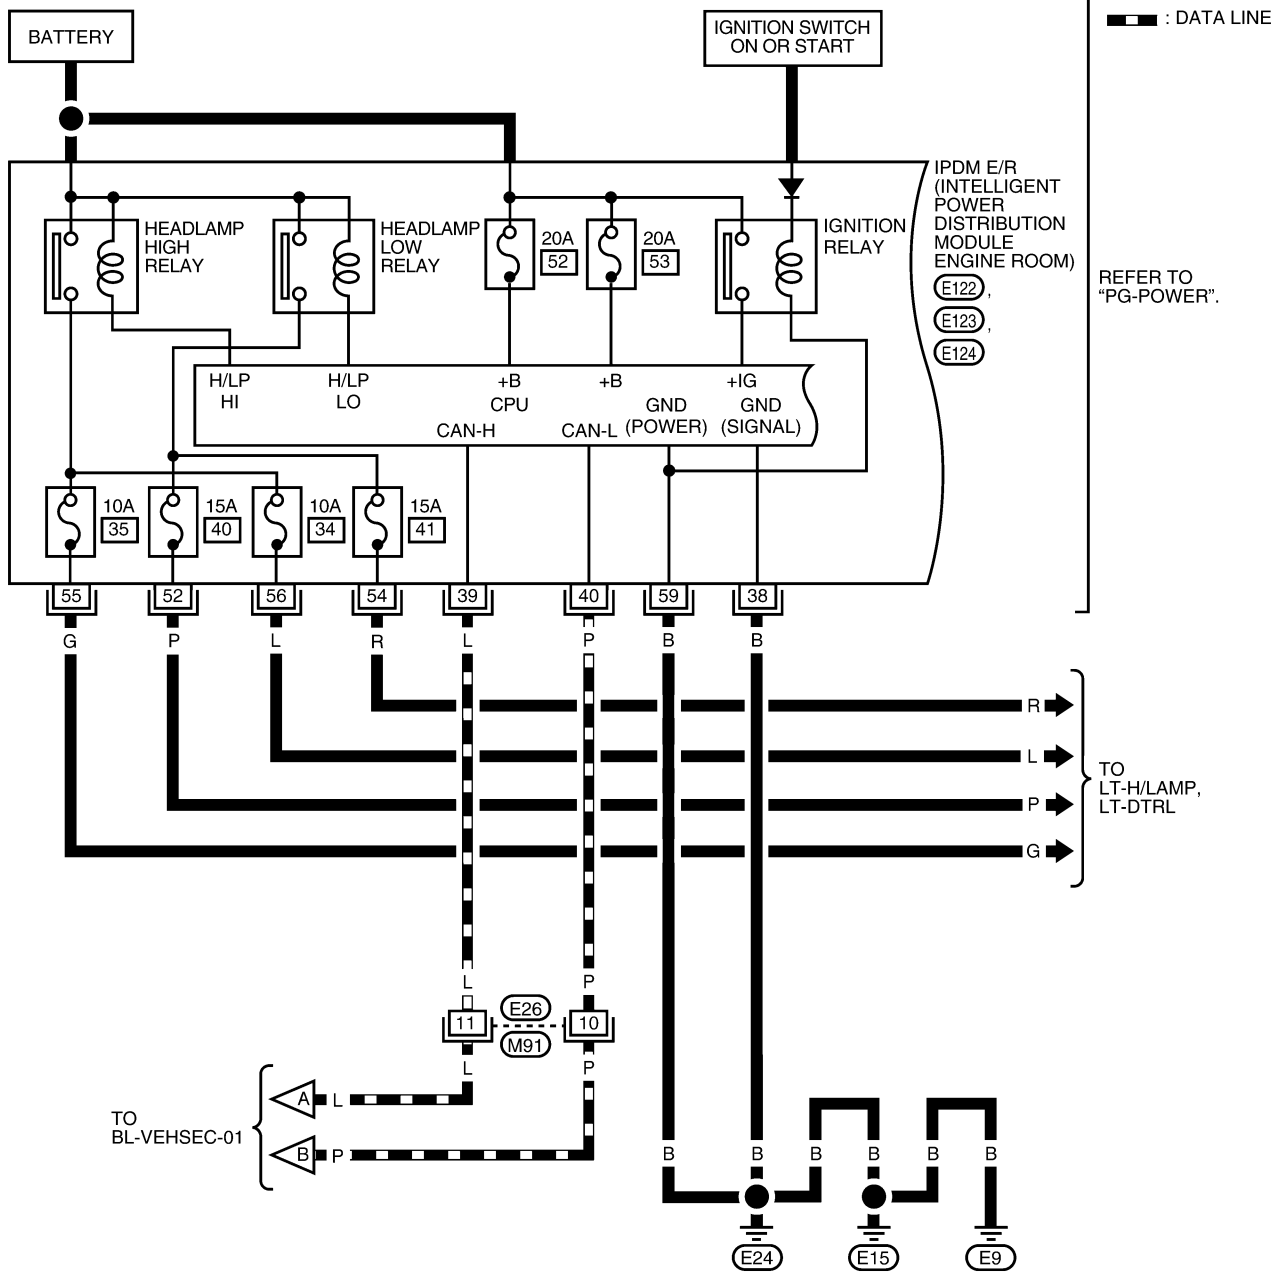 BATTERY
IGNITION SWITCH
ON OR START
: DATA LINE
IPDM E/R
(INTELLIGENT
POWER
DISTRIBUTION
MODULE
ENGINE ROOM)
E122 ,
E123 ,
E124
REFER TO
“PG-POWER”.
HEADLAMP
HIGH
RELAY
HEADLAMP
LOW
RELAY
20A
52
20A
53
IGNITION
RELAY
H/LP
HI
H/LP
LO
+B
CPU
+B
+IG
GND
(POWER)
GND
(SIGNAL)
CAN-H
CAN-L
10A
35
15A
40
10A
34
15A
41
55 52 56 54 39 40 59 38
G P L R L P B B
R
L
P
G
TO
LT-H/LAMP,
LT-DTRL
L P
11 E26 10
M91
L P
TO
BL-VEHSEC-01
A L
B P
B B B B B B
E24 E15 E9